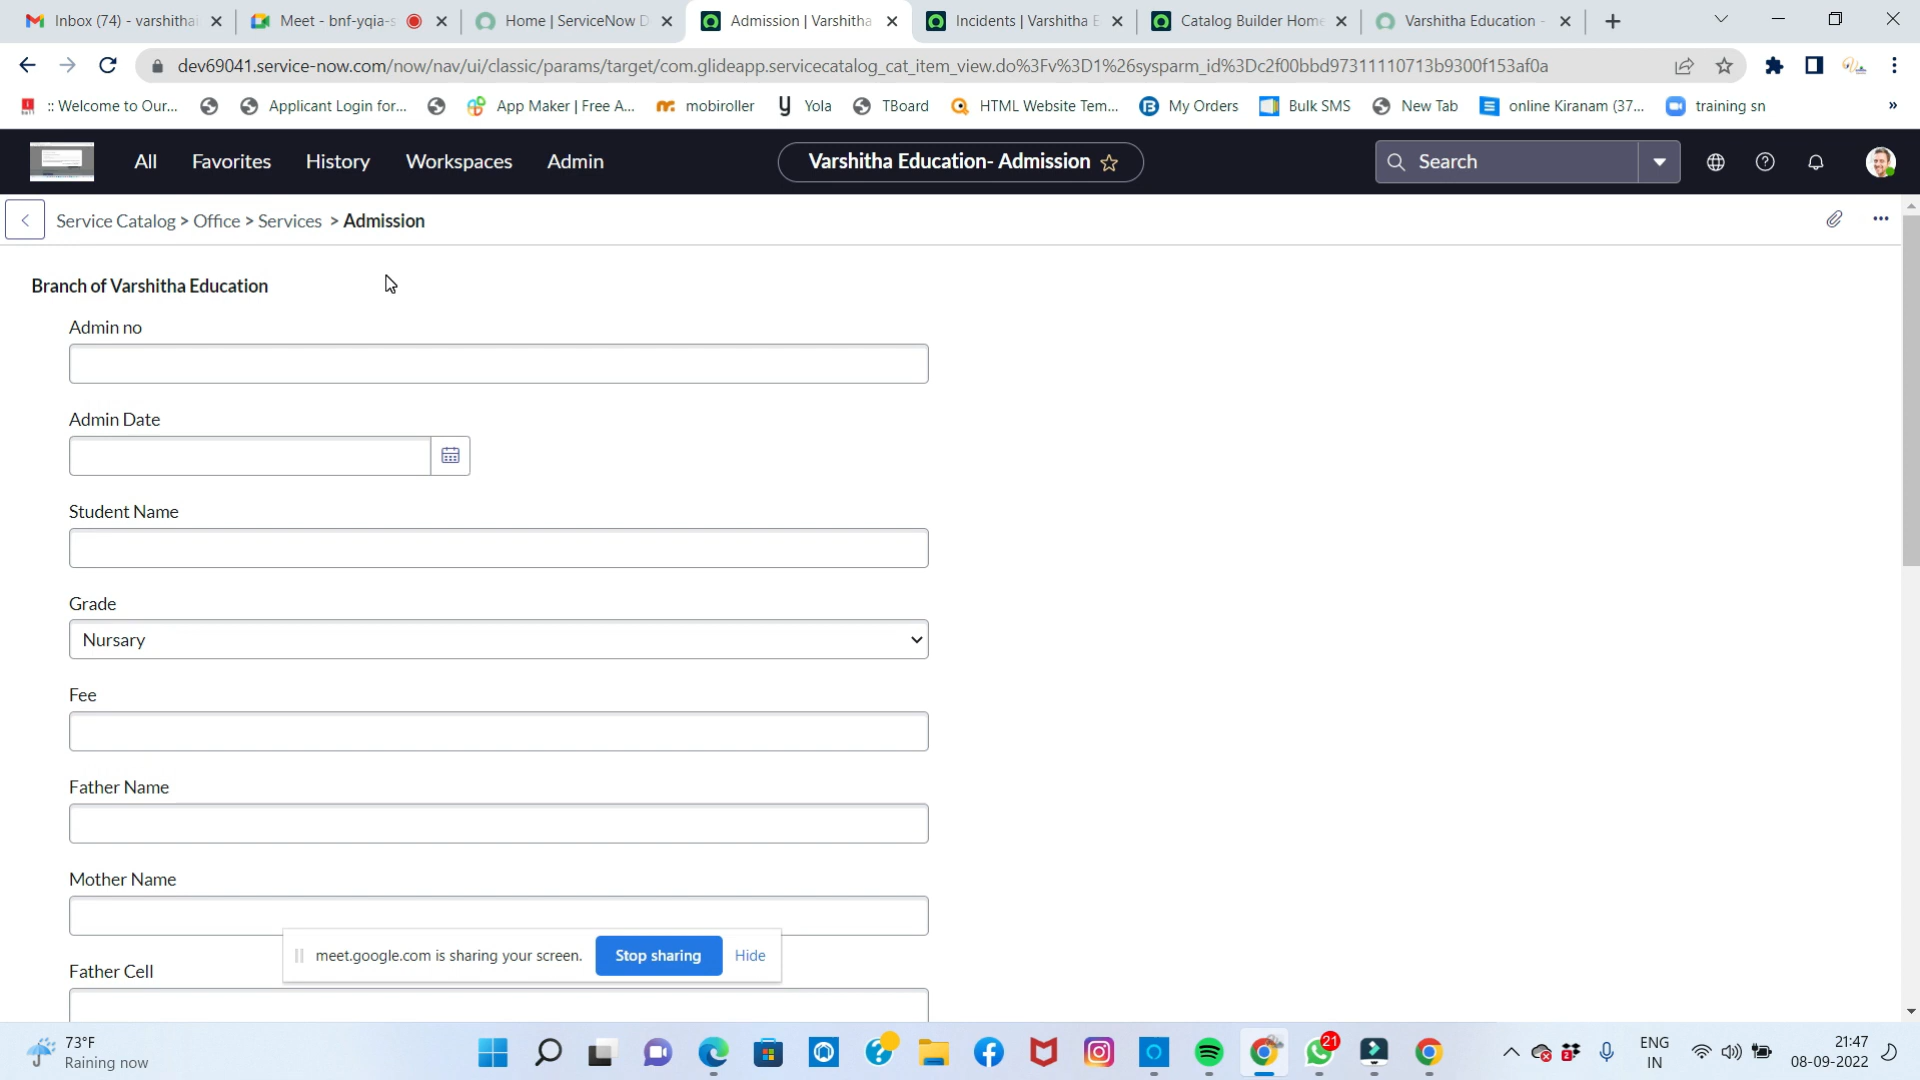 Inbox (74) - varshithai
Meet - bnf-yqia-s
Home | ServiceNow D
Admission | Varshitha
Incidents | Varshitha E
Catalog Builder Home
Varshitha Education -
dev69041.service-now.com/now/nav/ui/classic/params/target/com.glideapp.servicecatalog_cat_item_view.do%3Fv%3D1%26sysparm_id%3Dc2f00bbd97311110713b9300f153af0a
:: Welcome to Our...
Applicant Login for...
App Maker | Free A...
mobiroller
Yola
TBoard
HTML Website Tem...
My Orders
Bulk SMS
New Tab
online Kiranam (37...
training sn
»
All
Favorites
History
Workspaces
Admin
Varshitha Education- Admission
Search
Service Catalog > Office > Services > Admission
Branch of Varshitha Education
Admin no
Admin Date
Student Name
Grade
Nursary
Fee
Father Name
Mother Name
meet.google.com is sharing your screen.
Stop sharing
Hide
Father Cell
73°F
Raining now
21
ENG
IN
21:47
08-09-2022